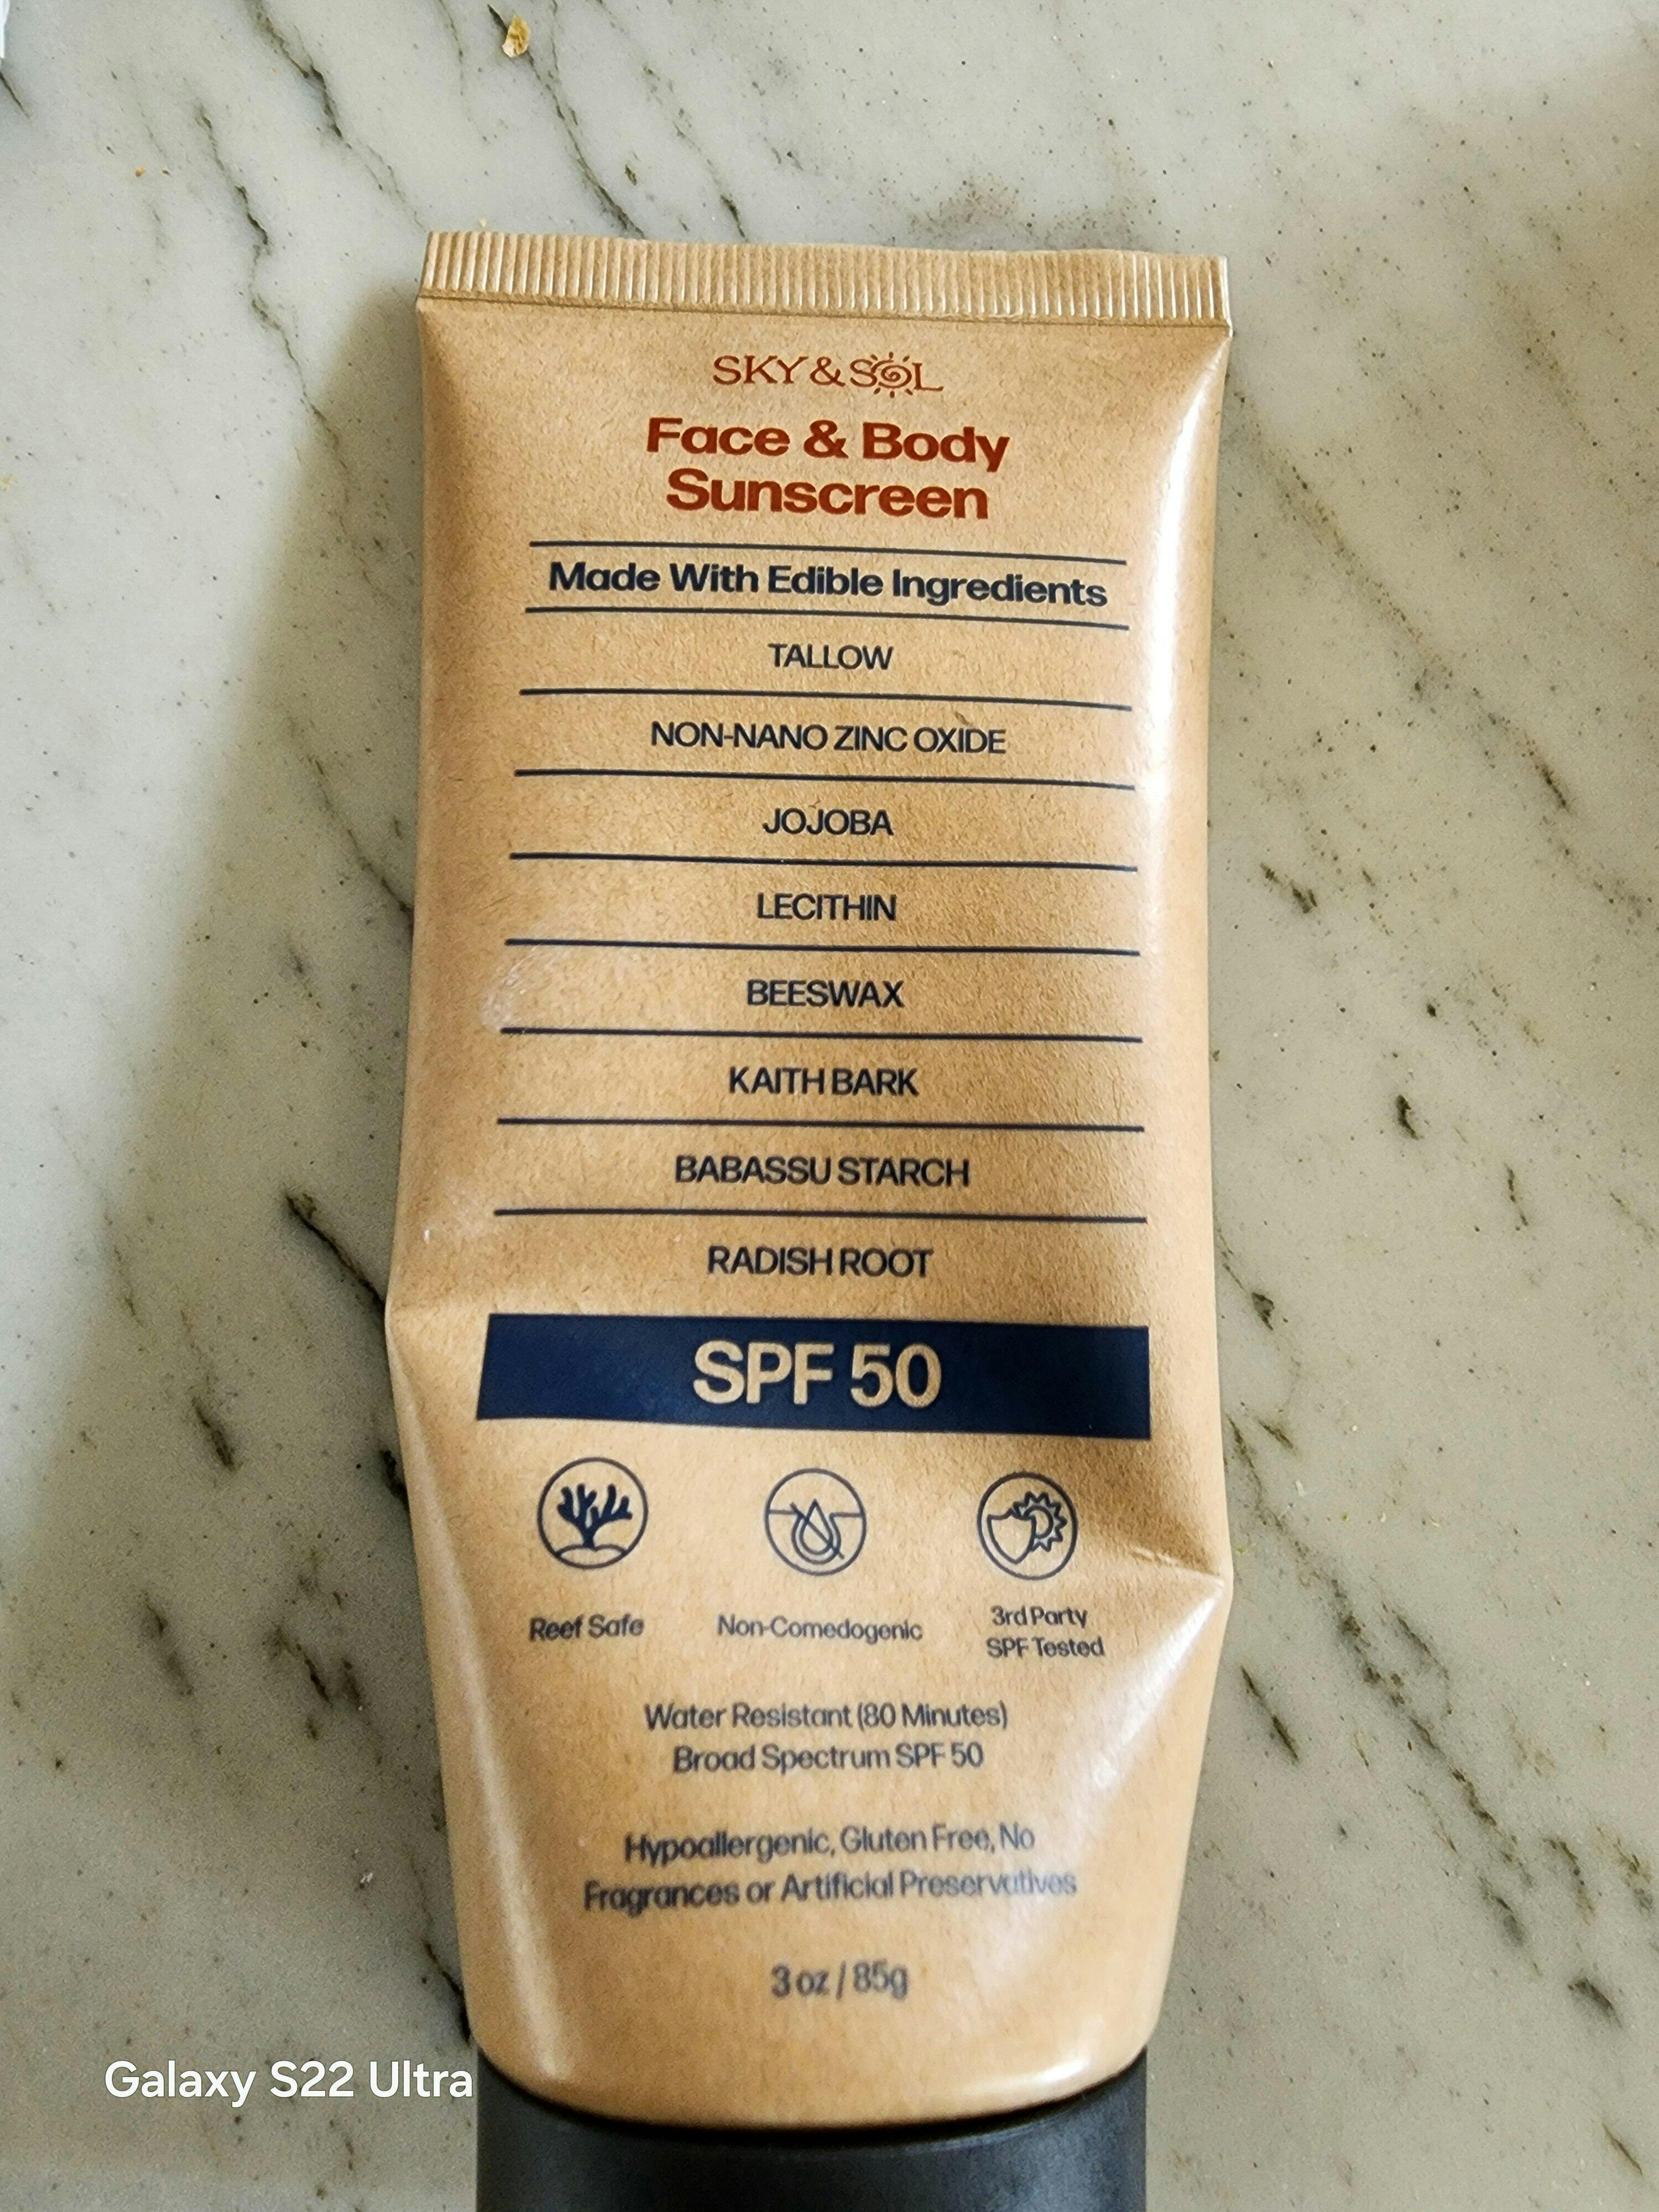 SKY & SOL
Face & Body
Sunscreen
Made With Edible Ingredients
TALLOW
NON-NANO ZINC OXIDE
JOJOBA
LECITHIN
BEESWAX
KAITH BARK
BABASSU STARCH
RADISH ROOT
SPF 50
Reef Safe
Non-Comedogenic
3rd Party
SPF Tested
Water Resistant (80 Minutes)
Broad Spectrum SPF 50
Hypoallergenic, Gluten Free, No
Fragrances or Artificial Preservatives
3 oz / 85g
Galaxy S22 Ultra